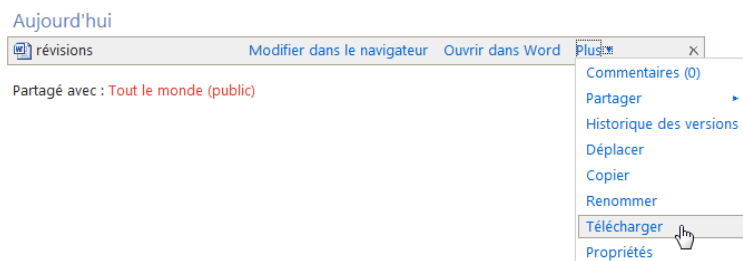 Aujourd'hui
révisions Modifier dans le navigateur Ouvrir dans Word Plus
Partagé avec : Tout le monde (public)
Commentaires (0)
Partager
Historique des versions
Déplacer
Copier
Renommer
Télécharger
Propriétés